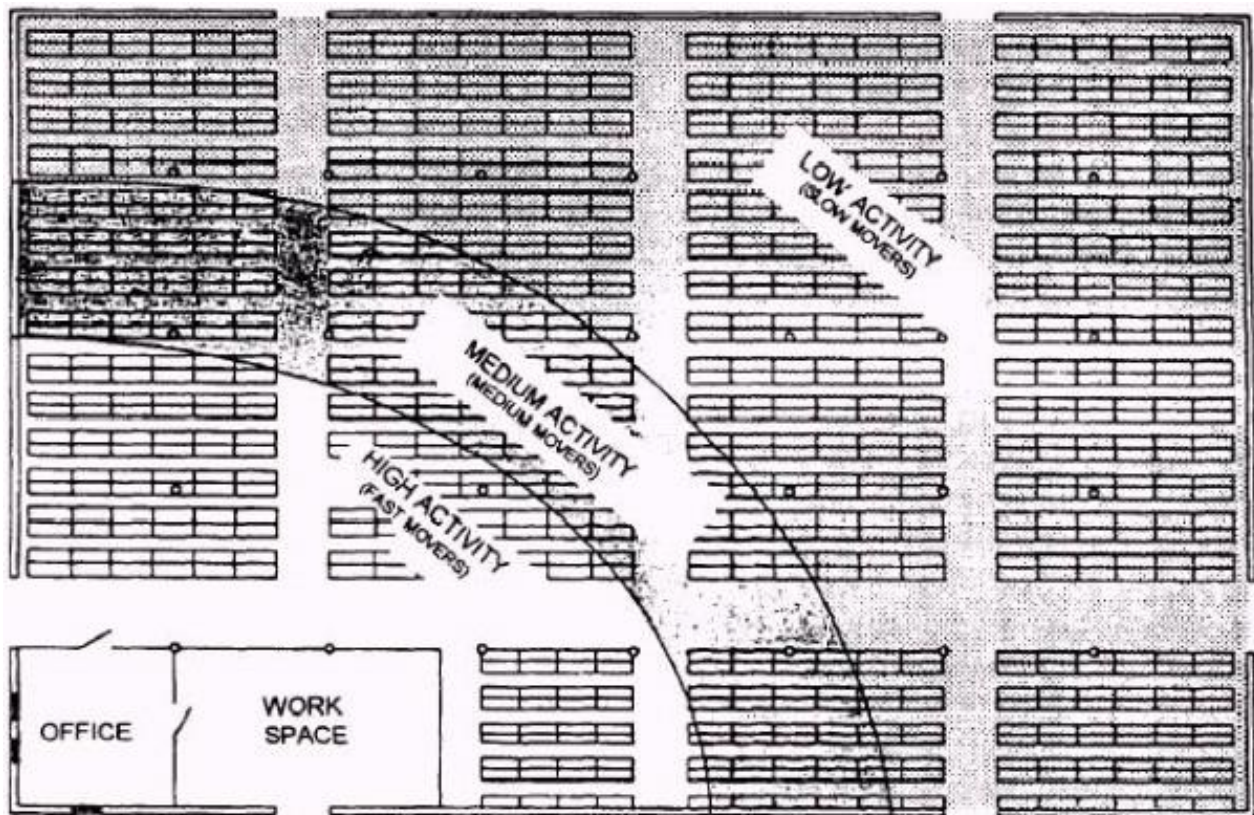 LOW ACTIVITY
(SLOW MOVERS)
MEDIUM ACTIVITY
(MEDIUM MOVERS)
HIGH ACTIVITY
(FAST MOVERS)
OFFICE
WORK
SPACE